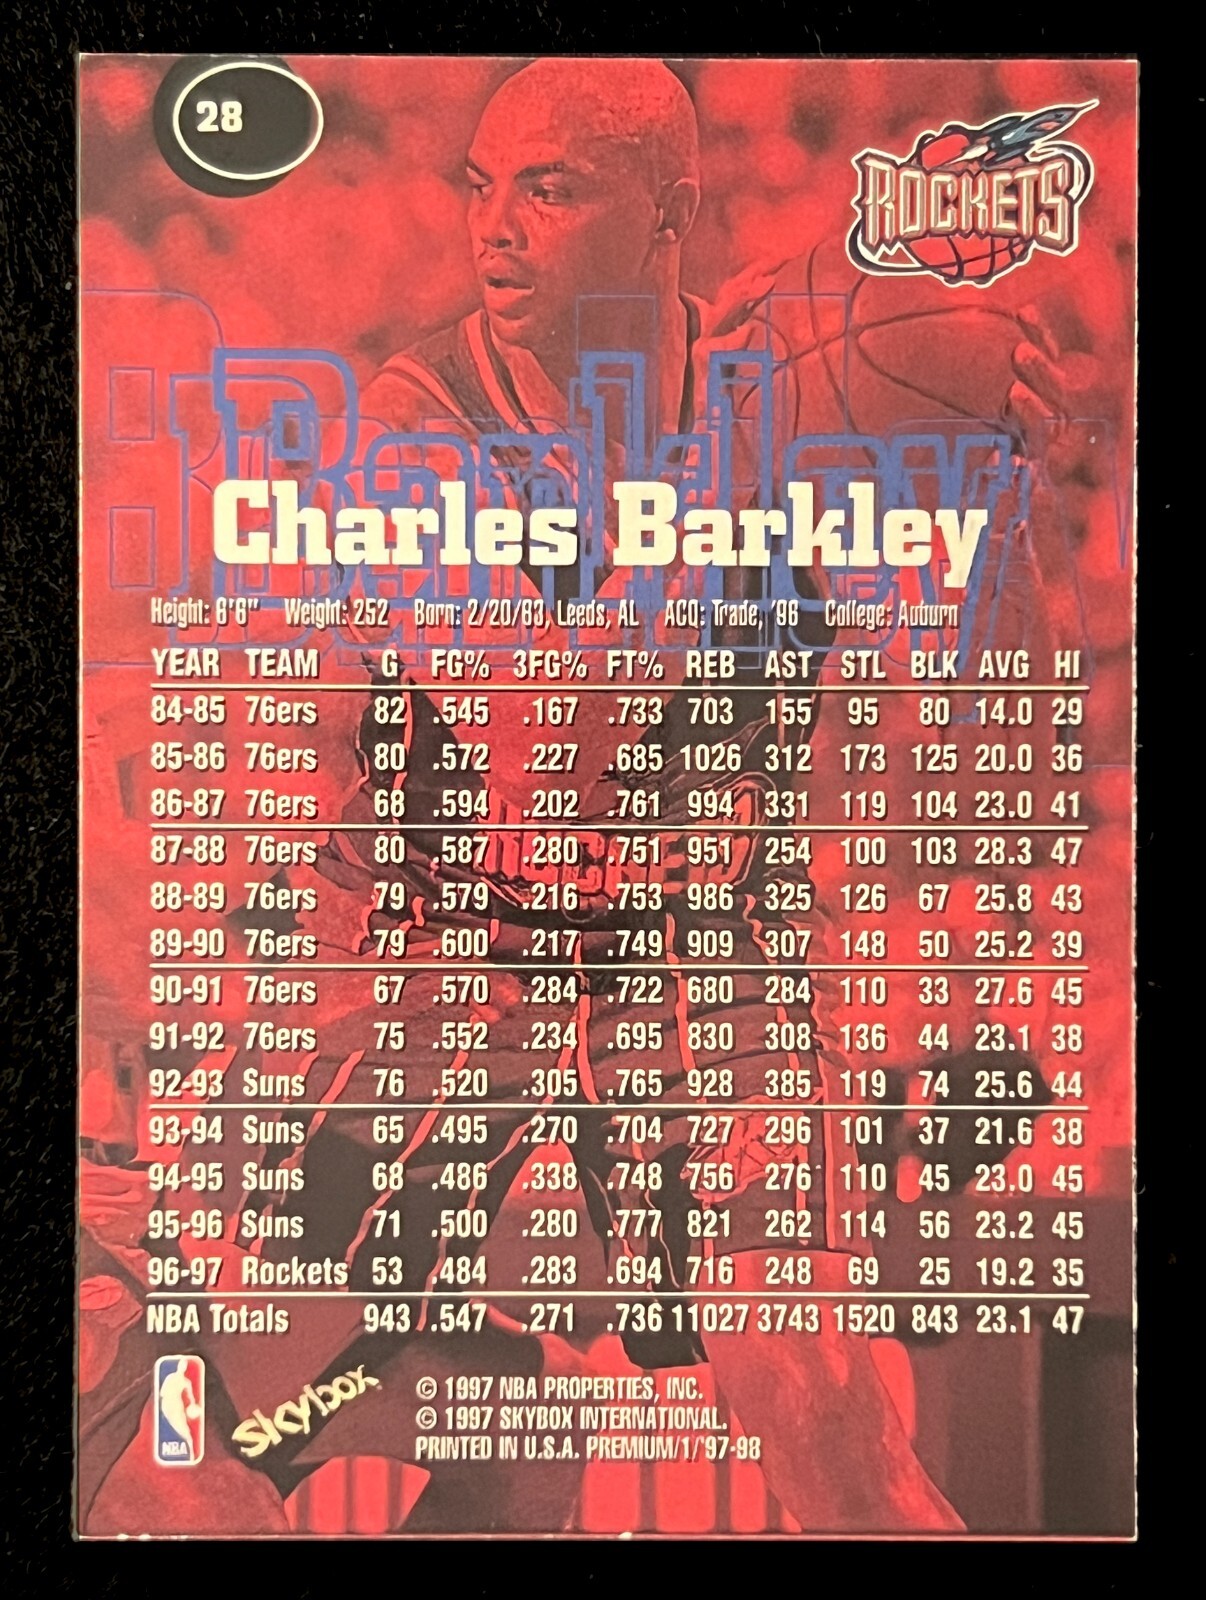 28
ROCKETS
Barkley
Charles Barkley
Height: 6'6" Weight: 252 Born: 2/20/63, Leeds, AL ACQ: Trade, '96 College: Auburn
YEAR TEAM G FG% 3FG% FT% REB AST STL BLK AVG HI
84-85 76ers 82 .545 .167 .733 703 155 95 80 14.0 29
85-86 76ers 80 .572 .227 .685 1026 312 173 125 20.0 36
86-87 76ers 68 .594 .202 .761 994 331 119 104 23.0 41
87-88 76ers 80 .587 .280 .751 951 254 100 103 28.3 47
88-89 76ers 79 .579 .216 .753 986 325 126 67 25.8 43
89-90 76ers 79 .600 .217 .749 909 307 148 50 25.2 39
90-91 76ers 67 .570 .284 .722 680 284 110 33 27.6 45
91-92 76ers 75 .552 .234 .695 830 308 136 44 23.1 38
92-93 Suns 76 .520 .305 .765 928 385 119 74 25.6 44
93-94 Suns 65 .495 .270 .704 727 296 101 37 21.6 38
94-95 Suns 68 .486 .338 .748 756 276 110 45 23.0 45
95-96 Suns 71 .500 .280 .777 821 262 114 56 23.2 45
96-97 Rockets 53 .484 .283 .694 716 248 69 25 19.2 35
NBA Totals 943 .547 .271 .736 11027 3743 1520 843 23.1 47
NBA
skybox
© 1997 NBA PROPERTIES, INC.
© 1997 SKYBOX INTERNATIONAL.
PRINTED IN U.S.A. PREMIUM/1/'97-98